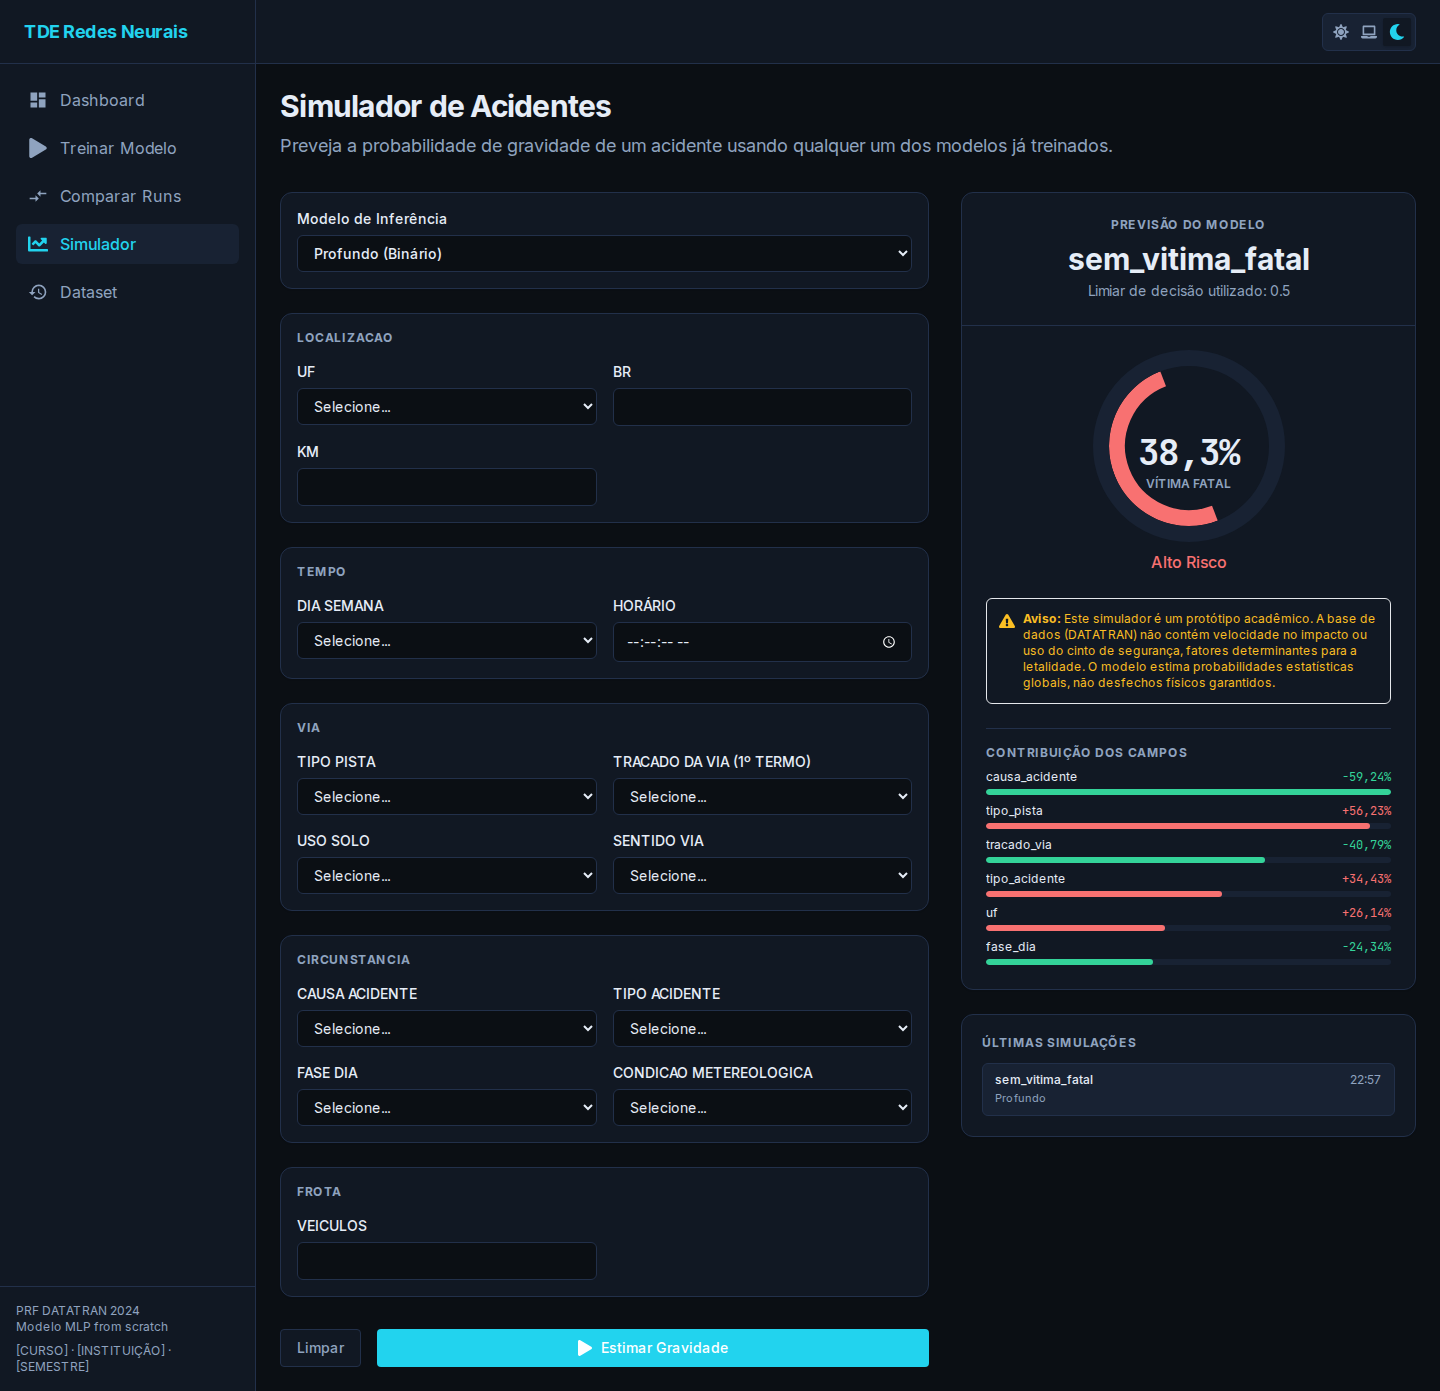 TDE Redes Neurais
Dashboard
Treinar Modelo
Comparar Runs
Simulador
Dataset
PRF DATATRAN 2024
Modelo MLP from scratch
[CURSO] · [INSTITUIÇÃO] ·
[SEMESTRE]
Simulador de Acidentes
Preveja a probabilidade de gravidade de um acidente usando qualquer um dos modelos já treinados.
Modelo de Inferência
Profundo (Binário)
LOCALIZACAO
UF
BR
Selecione...
KM
TEMPO
DIA SEMANA
HORÁRIO
Selecione...
--:--:-- --
VIA
TIPO PISTA
TRACADO DA VIA (1º TERMO)
Selecione...
Selecione...
USO SOLO
SENTIDO VIA
Selecione...
Selecione...
CIRCUNSTANCIA
CAUSA ACIDENTE
TIPO ACIDENTE
Selecione...
Selecione...
FASE DIA
CONDICAO METEREOLOGICA
Selecione...
Selecione...
FROTA
VEICULOS
Limpar
Estimar Gravidade
PREVISÃO DO MODELO
sem_vitima_fatal
Limiar de decisão utilizado: 0.5
38,3%
VÍTIMA FATAL
Alto Risco
Aviso: Este simulador é um protótipo acadêmico. A base de
dados (DATATRAN) não contém velocidade no impacto ou
uso do cinto de segurança, fatores determinantes para a
letalidade. O modelo estima probabilidades estatísticas
globais, não desfechos físicos garantidos.
CONTRIBUIÇÃO DOS CAMPOS
causa_acidente -59,24%
tipo_pista +56,23%
tracado_via -40,79%
tipo_acidente +34,43%
uf +26,14%
fase_dia -24,34%
ÚLTIMAS SIMULAÇÕES
sem_vitima_fatal 22:57
Profundo